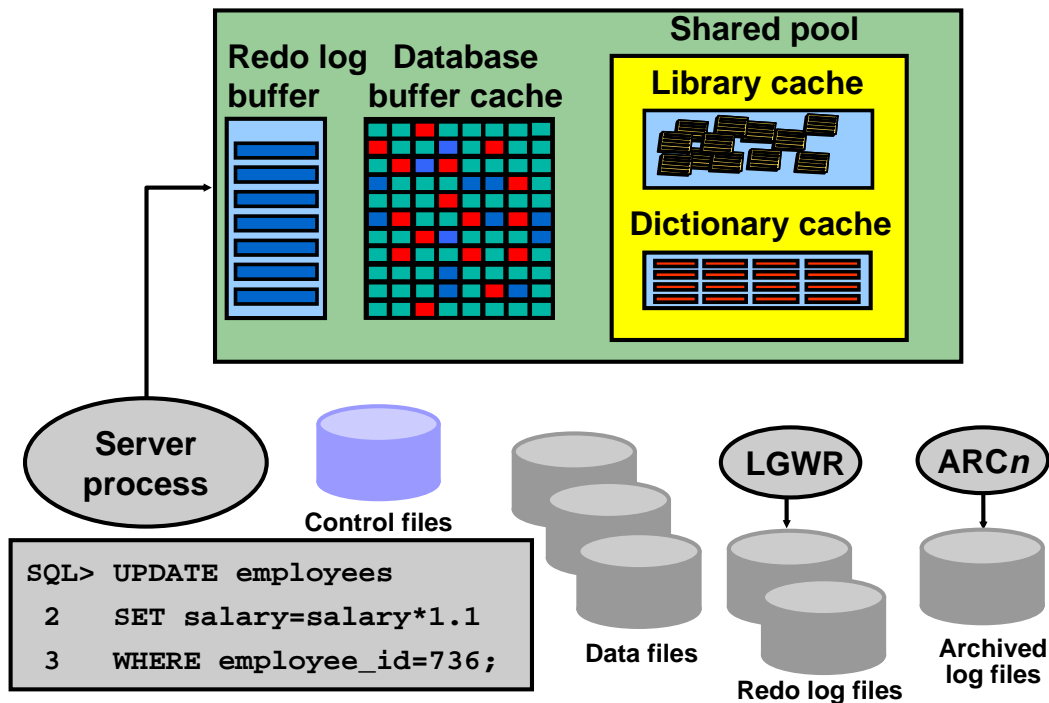 Shared pool
Redo log
buffer
Database
buffer cache
Library cache
Dictionary cache
Server
process
Control files
LGWR
ARCn
SQL> UPDATE employees
2 SET salary=salary*1.1
3 WHERE employee_id=736;
Data files
Redo log files
Archived
log files